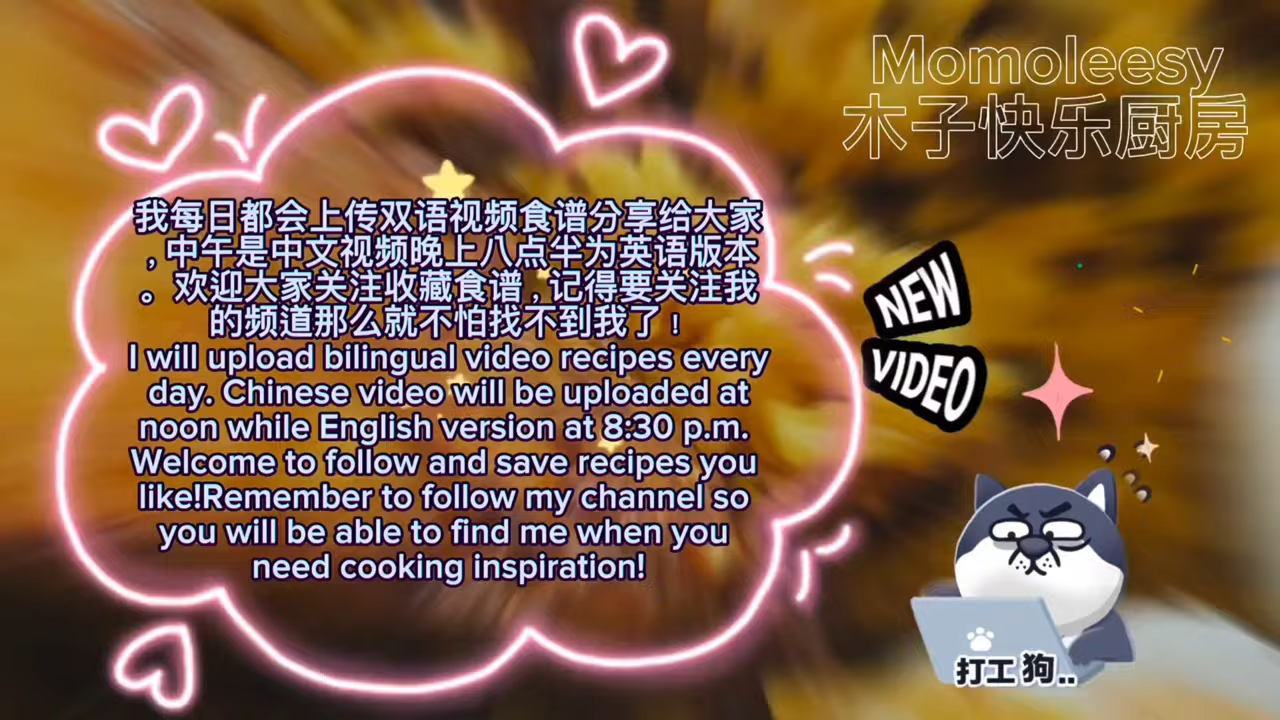 Momoleesy
木子快乐厨房
我每日都会上传双语视频食谱分享给大家
,中午是中文视频晚上八点半为英语版本
。欢迎大家关注收藏食谱,记得要关注我
的频道那么就不怕找不到我了!
I will upload bilingual video recipes every
day. Chinese video will be uploaded at
noon while English version at 8:30 p.m.
Welcome to follow and save recipes you
like!Remember to follow my channel so
you will be able to find me when you
need cooking inspiration!
NEW
VIDEO
打工狗..